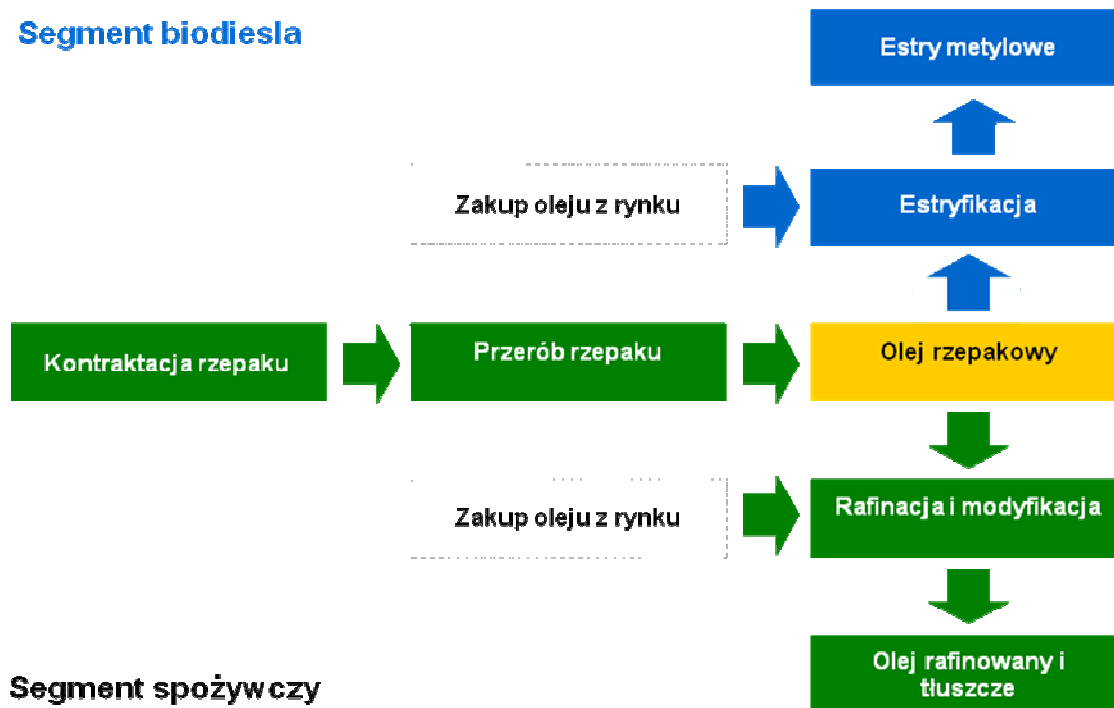 Segment biodiesla
Estry metylowe
Zakup oleju z rynku
Estryfikacja
Kontraktacja rzepaku
Przerób rzepaku
Olej rzepakowy
Zakup oleju z rynku
Rafinacja i modyfikacja
Olej rafinowany i
tłuszcze
Segment spożywczy